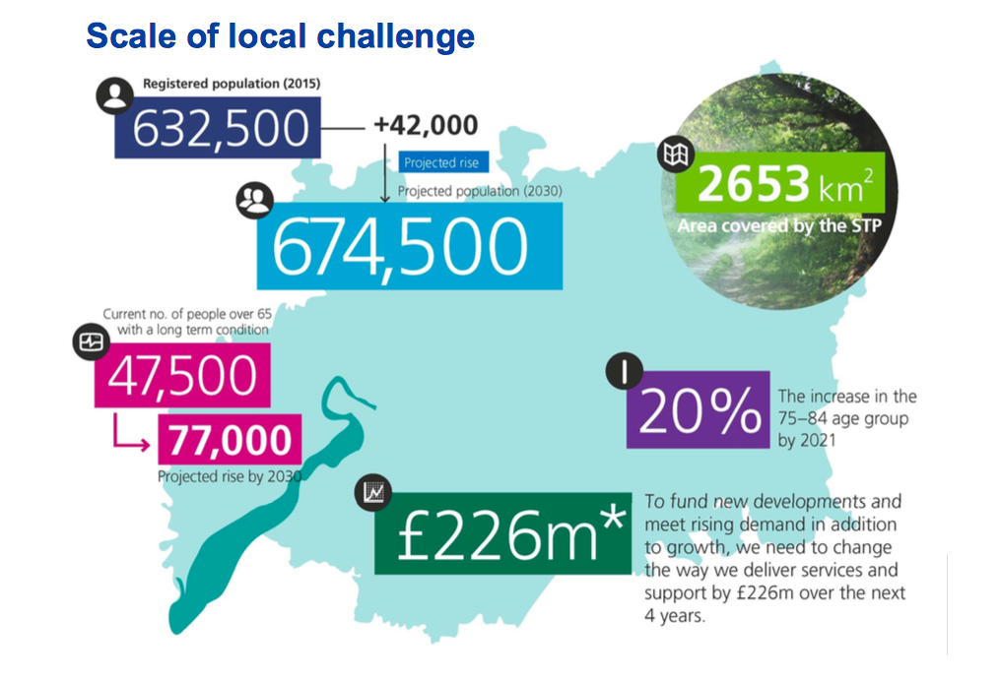 Scale of local challenge
Registered population (2015)
632,500
+42,000
Projected rise
Projected population (2030)
674,500
2653 km²
Area covered by the STP
Current no. of people over 65
with a long term condition
47,500
77,000
Projected rise by 2030
20%
The increase in the
75–84 age group
by 2021
£226m*
To fund new developments and
meet rising demand in addition
to growth, we need to change
the way we deliver services and
support by £226m over the next
4 years.